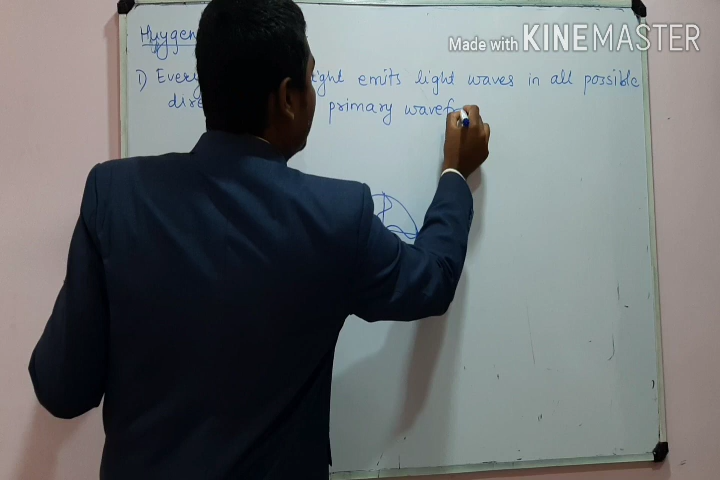 Made with KINEMASTER
Huygen
1) Every ight emits light waves in all possible
dire primary wavef